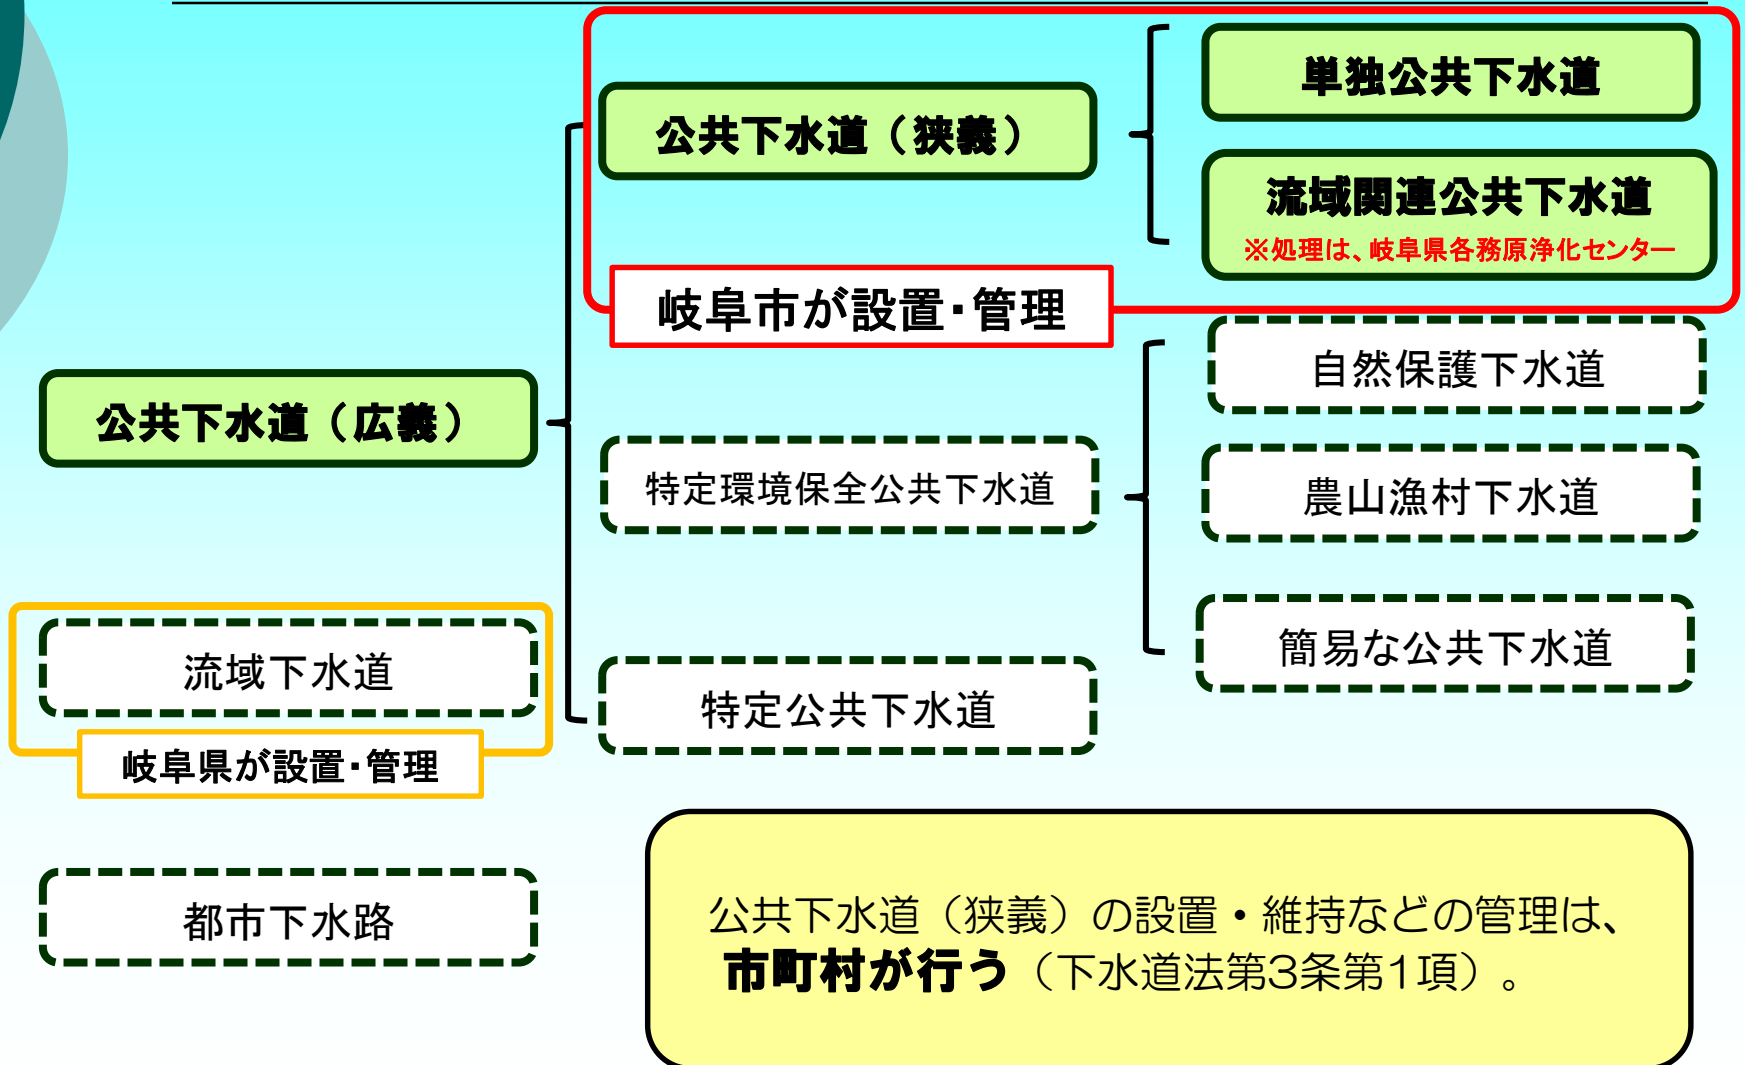 単独公共下水道
公共下水道（狭義）
流域関連公共下水道
※処理は、岐阜県各務原浄化センター
岐阜市が設置・管理
自然保護下水道
公共下水道（広義）
特定環境保全公共下水道
農山漁村下水道
簡易な公共下水道
流域下水道
特定公共下水道
岐阜県が設置・管理
都市下水路
公共下水道（狭義）の設置・維持などの管理は、
市町村が行う（下水道法第3条第1項）。